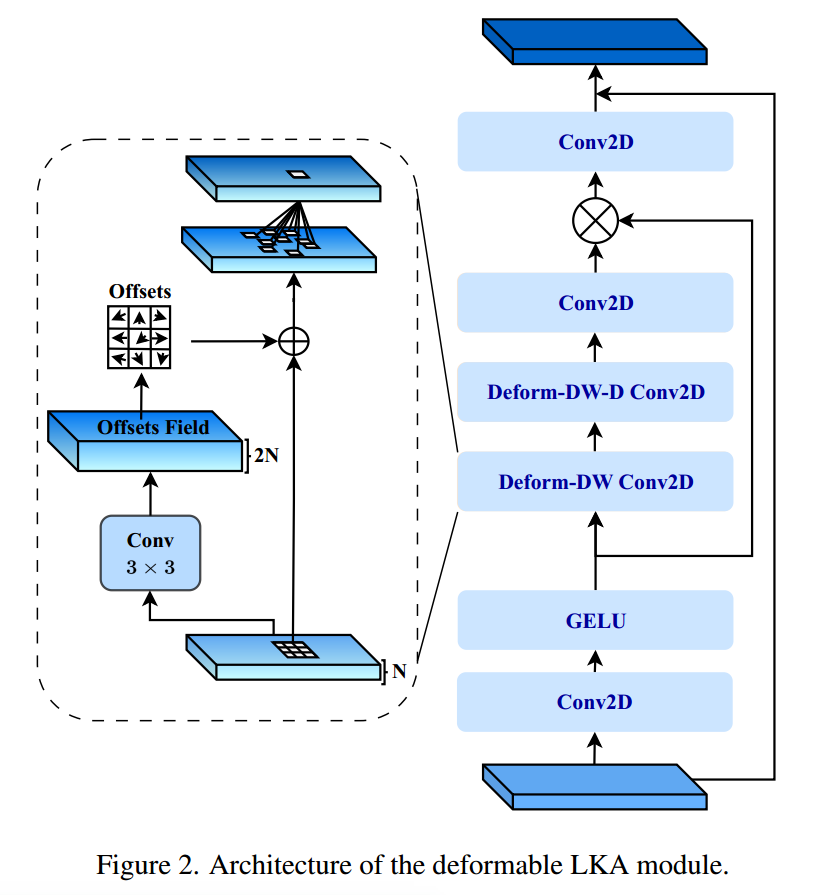 Conv2D
Conv2D
Deform-DW-D Conv2D
Deform-DW Conv2D
GELU
Conv2D
Offsets
Offsets Field
2N
Conv
3 × 3
N
Figure 2. Architecture of the deformable LKA module.